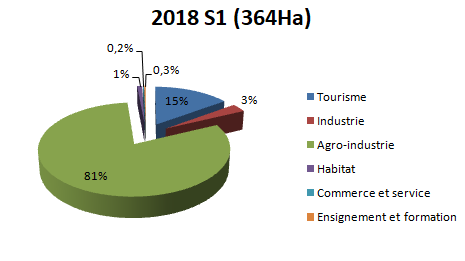 2018 S1 (364Ha)
0,2%
0,3%
1%
15%
3%
81%
Tourisme
Industrie
Agro-industrie
Habitat
Commerce et service
Ensignement et formation